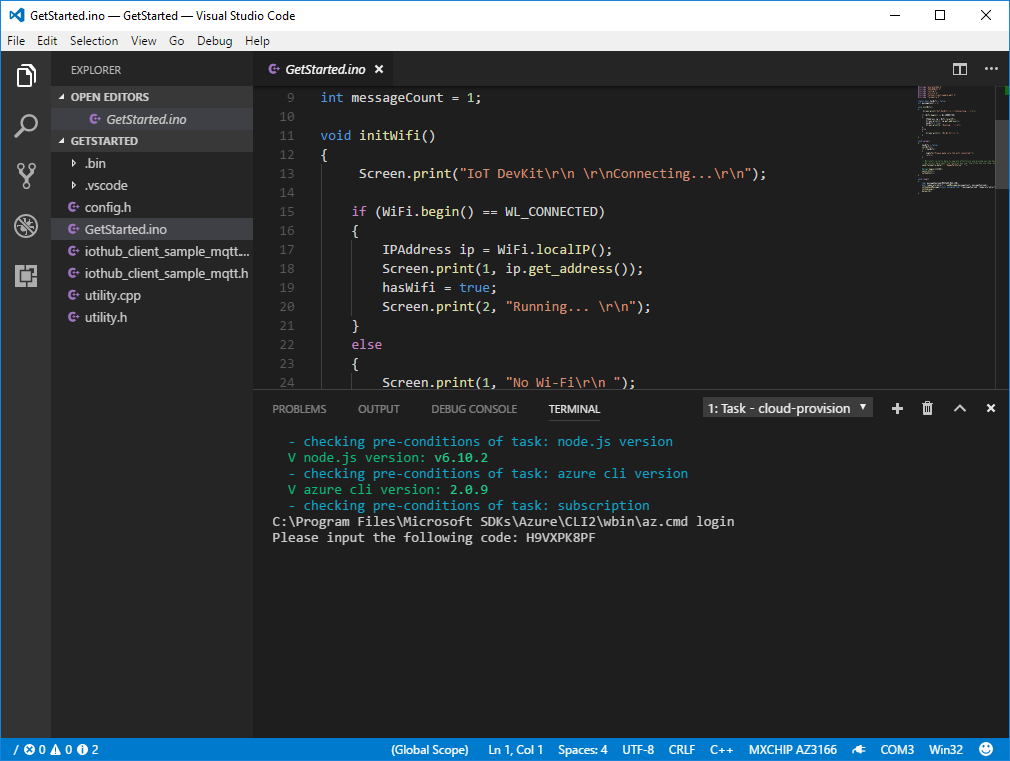 GetStarted.ino — GetStarted — Visual Studio Code
File Edit Selection View Go Debug Help
EXPLORER
OPEN EDITORS
GetStarted.ino
GETSTARTED
.bin
.vscode
config.h
GetStarted.ino
iothub_client_sample_mqtt....
iothub_client_sample_mqtt.h
utility.cpp
utility.h
GetStarted.ino
9 int messageCount = 1;
10
11 void initWifi()
12 {
13 Screen.print("IoT DevKit\r\n \r\nConnecting...\r\n");
14
15 if (WiFi.begin() == WL_CONNECTED)
16 {
17 IPAddress ip = WiFi.localIP();
18 Screen.print(1, ip.get_address());
19 hasWifi = true;
20 Screen.print(2, "Running... \r\n");
21 }
22 else
23 {
24 Screen.print(1, "No Wi-Fi\r\n ");
PROBLEMS OUTPUT DEBUG CONSOLE TERMINAL 1: Task - cloud-provision
- checking pre-conditions of task: node.js version
V node.js version: v6.10.2
- checking pre-conditions of task: azure cli version
V azure cli version: 2.0.9
- checking pre-conditions of task: subscription
C:\Program Files\Microsoft SDKs\Azure\CLI2\wbin\az.cmd login
Please input the following code: H9VXPK8PF
/ 0 0 2 (Global Scope) Ln 1, Col 1 Spaces: 4 UTF-8 CRLF C++ MXCHIP AZ3166 COM3 Win32